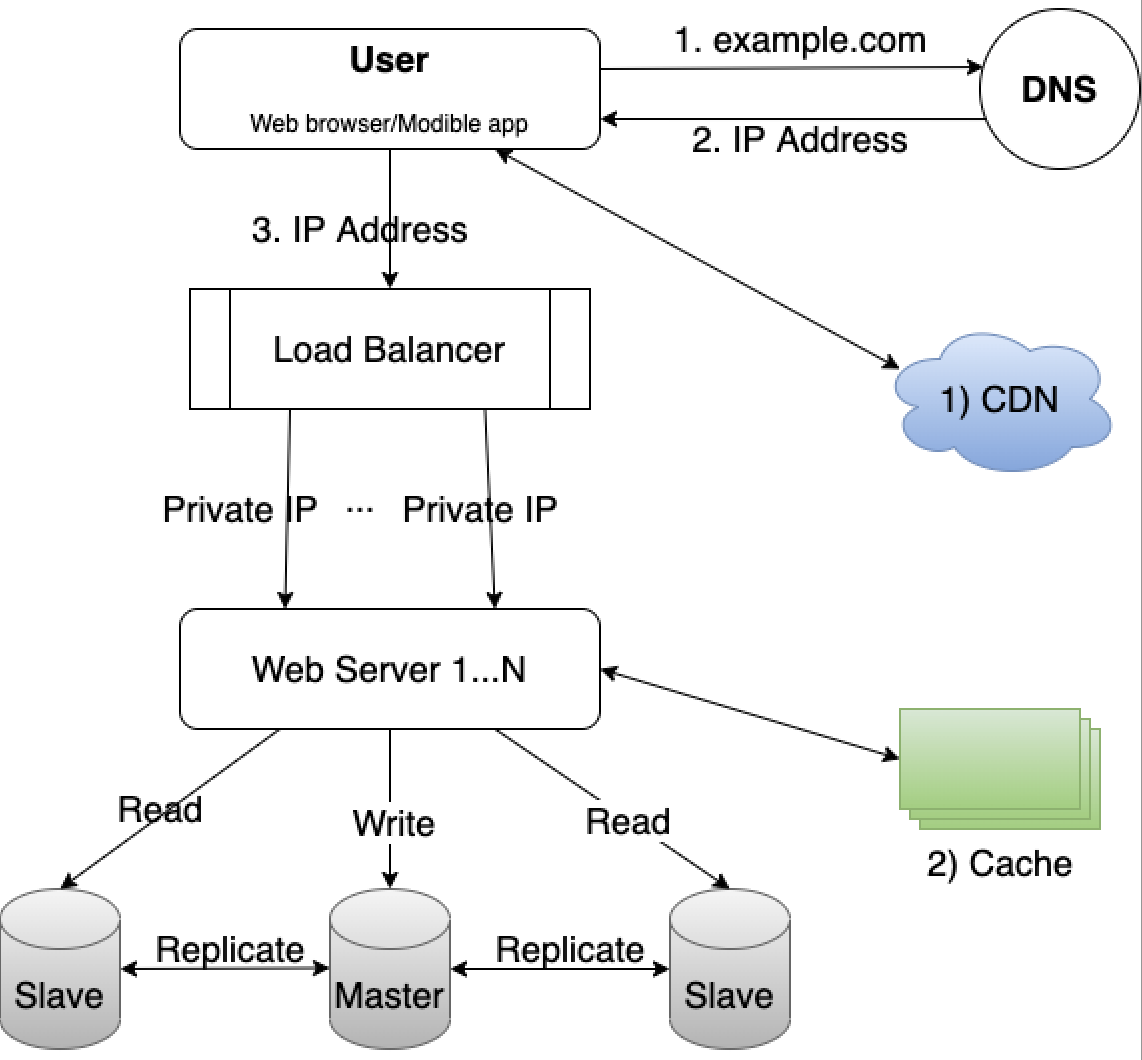 User
Web browser/Modible app
1. example.com
DNS
2. IP Address
3. IP Address
Load Balancer
1) CDN
Private IP ... Private IP
Web Server 1...N
Read
Write
Read
2) Cache
Replicate
Replicate
Slave
Master
Slave